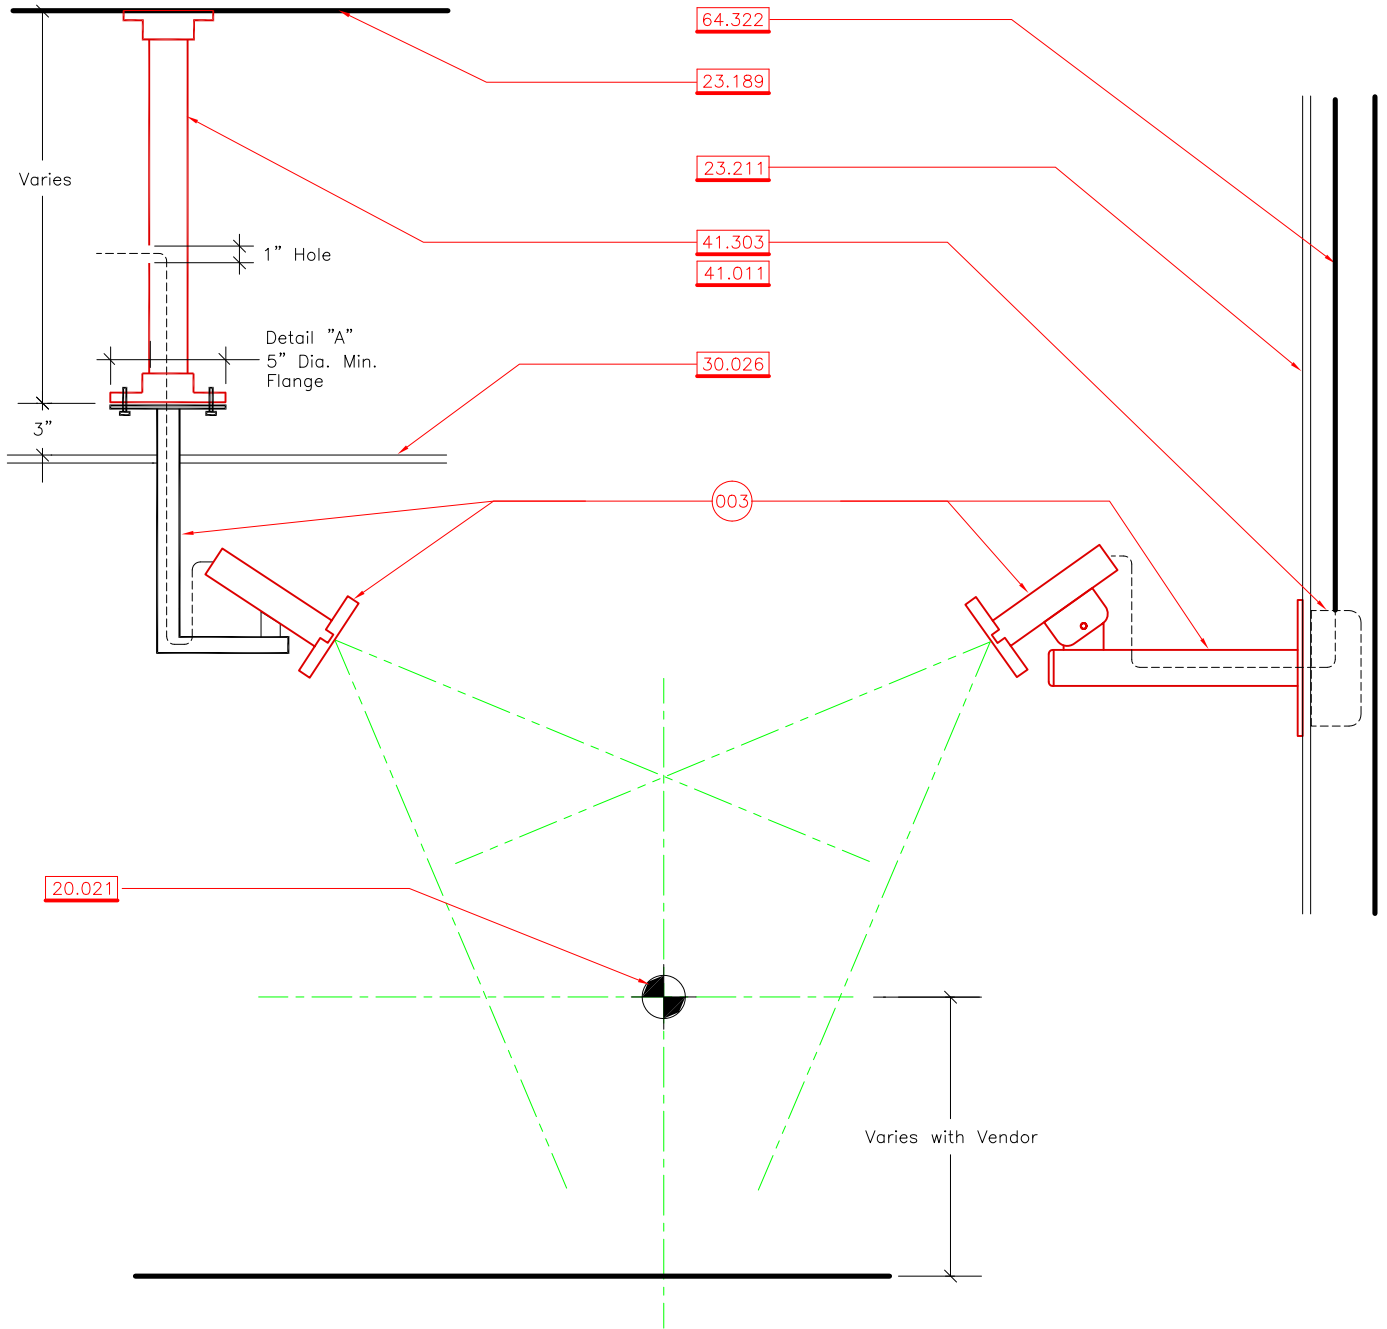 64.322
23.189
23.211
Varies
41.303
1” Hole
41.011
Detail ”A”
5” Dia. Min.
Flange
30.026
3”
003
20.021
Varies with Vendor